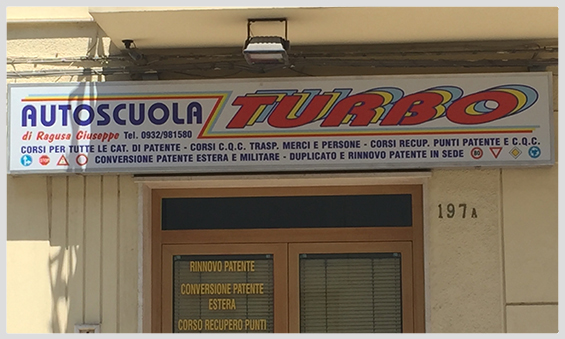 AUTOSCUOLA TURBO
di Ragusa Giuseppe Tel. 0932/981580
CORSI PER TUTTE LE CAT. DI PATENTE - CORSI C.Q.C. TRASP. MERCI E PERSONE - CORSI RECUP. PUNTI PATENTE E C.Q.C.
STOP CONVERSIONE PATENTE ESTERA E MILITARE - DUPLICATO E RINNOVO PATENTE IN SEDE
197A
RINNOVO PATENTE
CONVERSIONE PATENTE
ESTERA
CORSO RECUPERO PUNTI